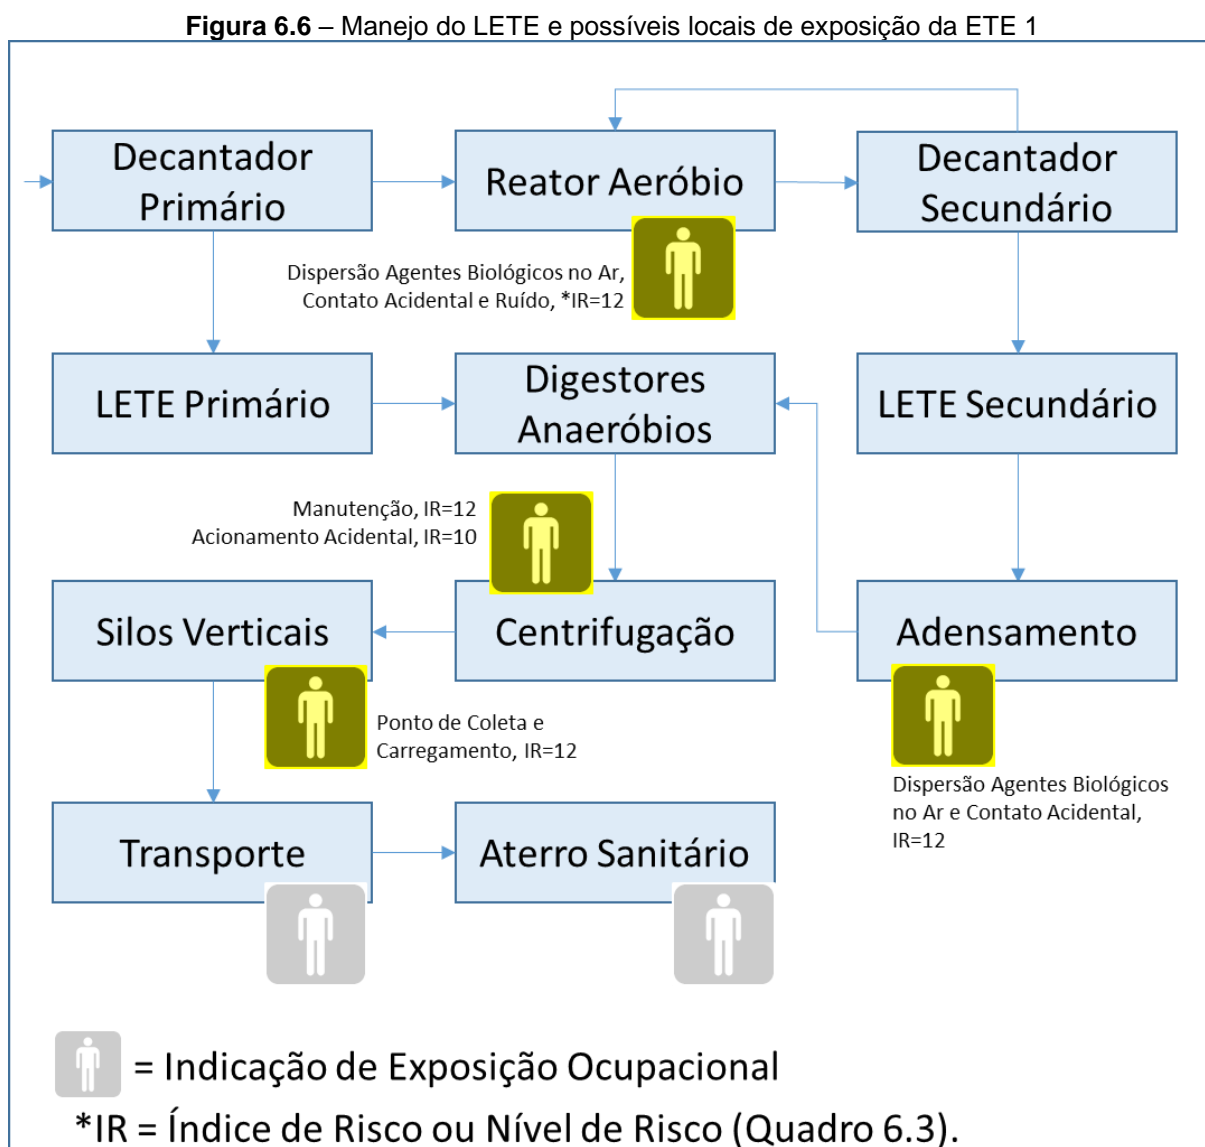 Figura 6.6 – Manejo do LETE e possíveis locais de exposição da ETE 1
Decantador
Primário
Reator Aeróbio
Decantador
Secundário
Dispersão Agentes Biológicos no Ar,
Contato Acidental e Ruído, *IR=12
LETE Primário
Digestores
Anaeróbios
LETE Secundário
Manutenção, IR=12
Acionamento Acidental, IR=10
Silos Verticais
Centrifugação
Adensamento
Ponto de Coleta e
Carregamento, IR=12
Dispersão Agentes Biológicos
no Ar e Contato Acidental,
IR=12
Transporte
Aterro Sanitário
= Indicação de Exposição Ocupacional
*IR = Índice de Risco ou Nível de Risco (Quadro 6.3).